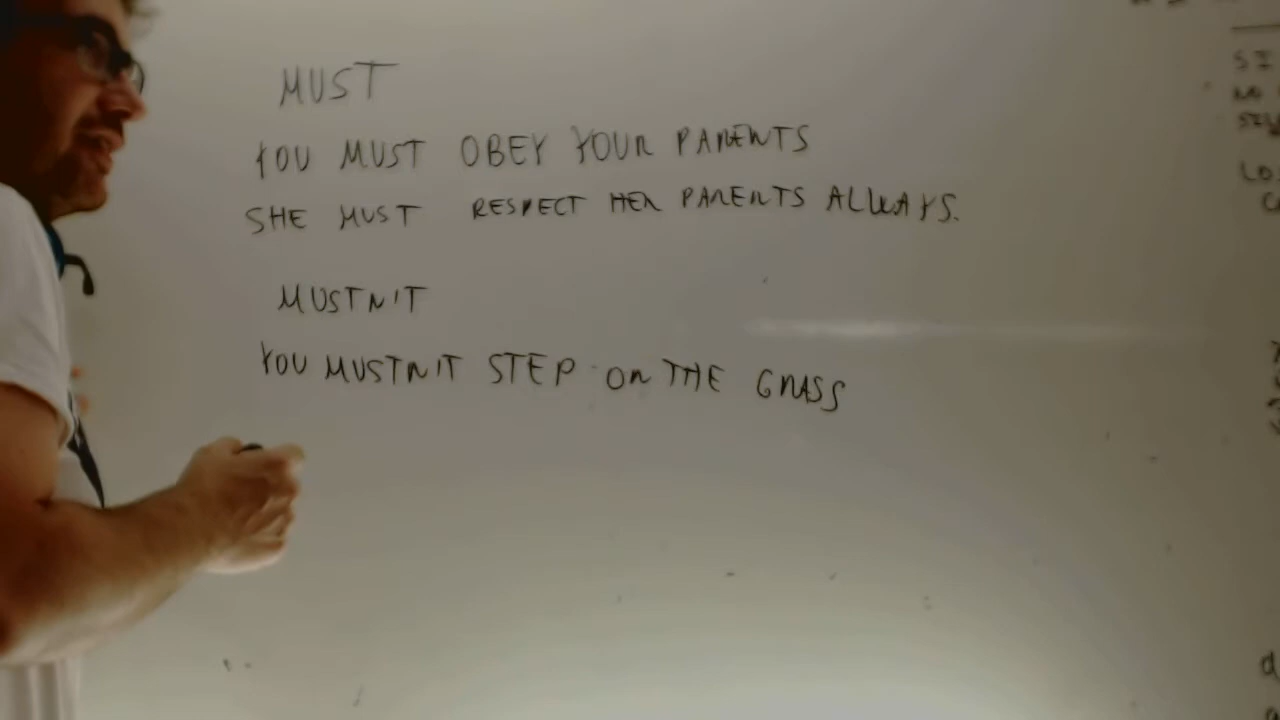 MUST
YOU MUST OBEY YOUR PARENTS
SHE MUST RESPECT HER PARENTS ALWAYS.
MUSTN'T
YOU MUSTN'T STEP ON THE GRASS